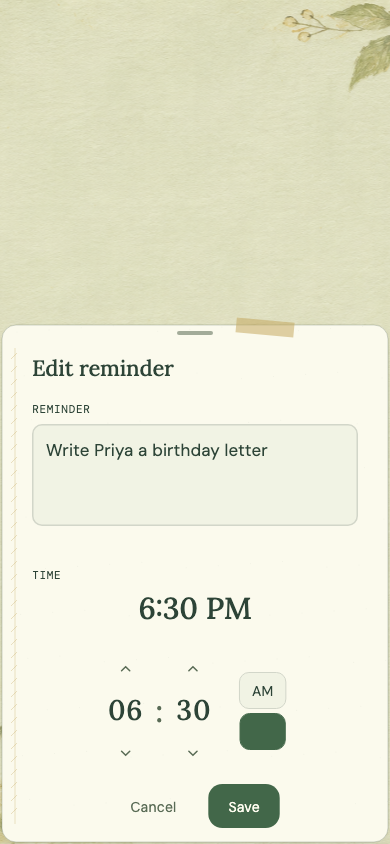 Edit reminder
REMINDER
Write Priya a birthday letter
TIME
6:30 PM
06 : 30
AM
Cancel
Save